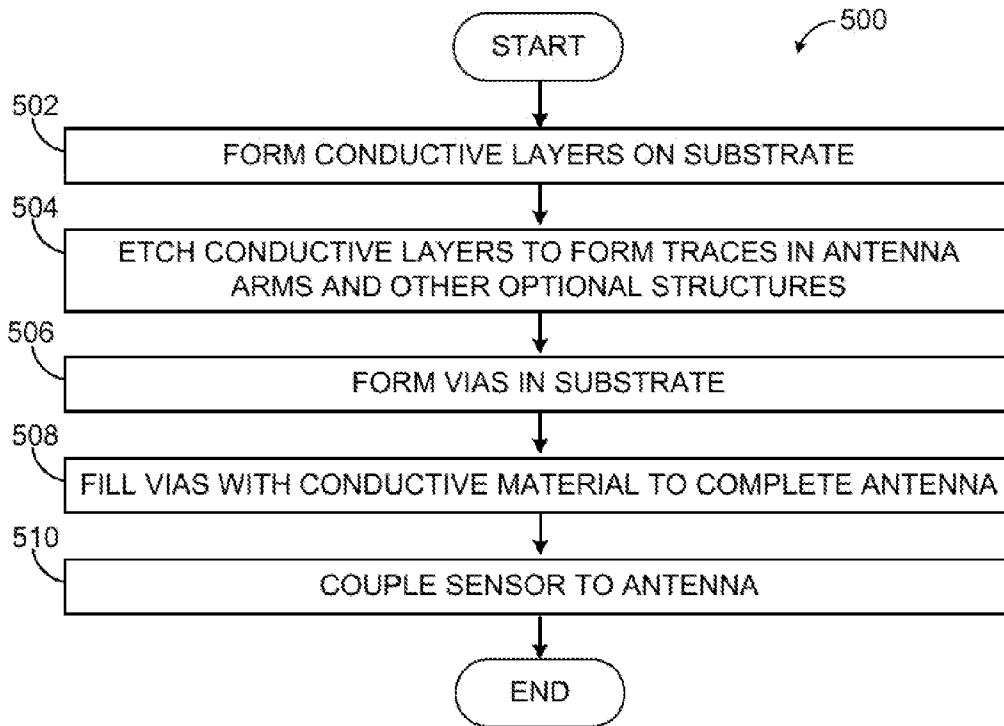 START
500
502
FORM CONDUCTIVE LAYERS ON SUBSTRATE
504
ETCH CONDUCTIVE LAYERS TO FORM TRACES IN ANTENNA
ARMS AND OTHER OPTIONAL STRUCTURES
506
FORM VIAS IN SUBSTRATE
508
FILL VIAS WITH CONDUCTIVE MATERIAL TO COMPLETE ANTENNA
510
COUPLE SENSOR TO ANTENNA
END